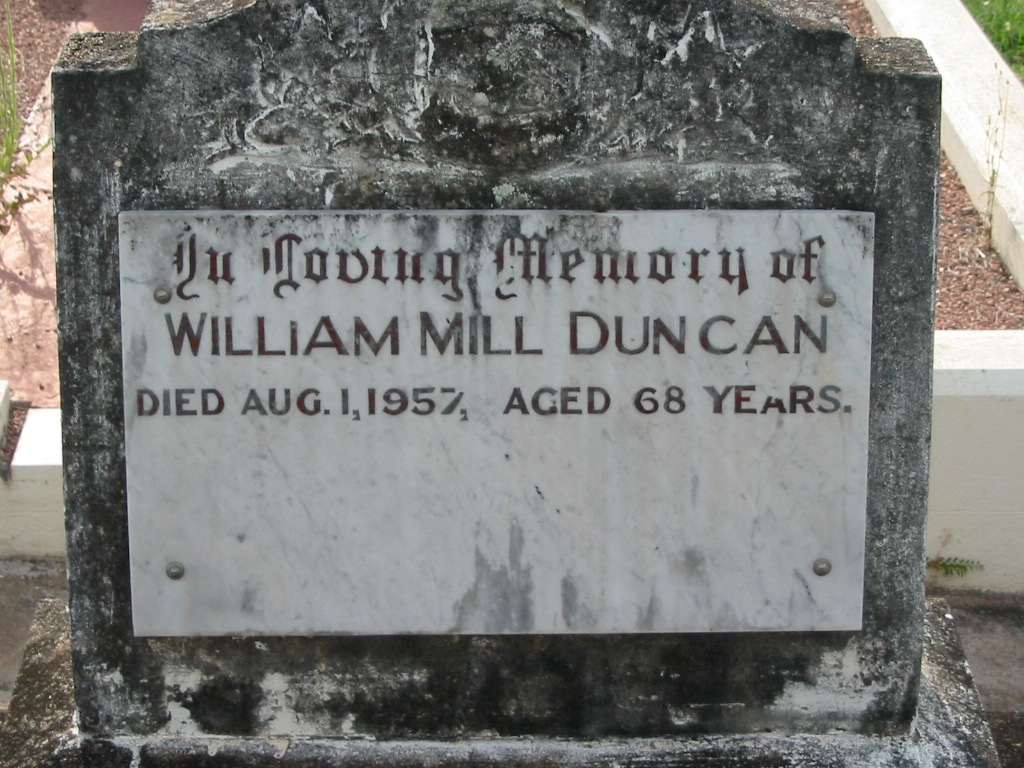 In Loving Memory of
WILLIAM MILL DUNCAN
DIED AUG. 1, 1957, AGED 68 YEARS.